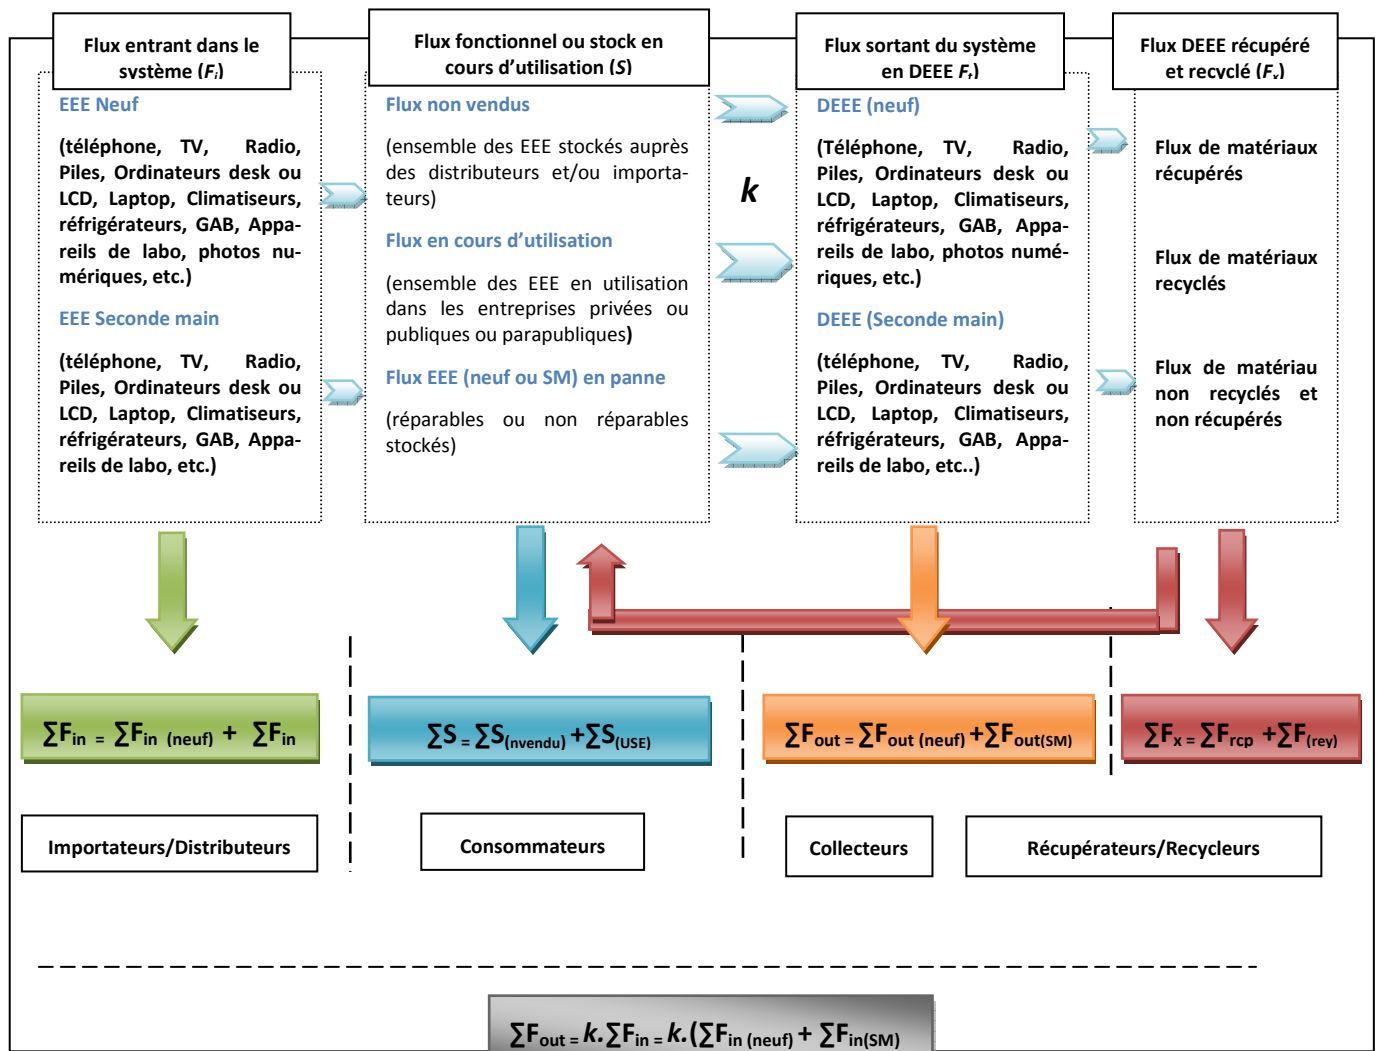 Flux entrant dans le
système (Fi)
EEE Neuf
(téléphone, TV, Radio,
Piles, Ordinateurs desk ou
LCD, Laptop, Climatiseurs,
réfrigérateurs, GAB, Appa-
reils de labo, photos nu-
mériques, etc.)
EEE Seconde main
(téléphone, TV, Radio,
Piles, Ordinateurs desk ou
LCD, Laptop, Climatiseurs,
réfrigérateurs, GAB, Appa-
reils de labo, etc.)
Flux fonctionnel ou stock en
cours d’utilisation (S)
Flux non vendus
(ensemble des EEE stockés auprès
des distributeurs et/ou importa-
teurs)
Flux en cours d’utilisation
(ensemble des EEE en utilisation
dans les entreprises privées ou
publiques ou parapubliques)
Flux EEE (neuf ou SM) en panne
(réparables ou non réparables
stockés)
k
Flux sortant du système
en DEEE Ft)
DEEE (neuf)
(Téléphone, TV, Radio,
Piles, Ordinateurs desk ou
LCD, Laptop, Climatiseurs,
réfrigérateurs, GAB, Appa-
reils de labo, photos numé-
riques, etc.)
DEEE (Seconde main)
(téléphone, TV, Radio,
Piles, Ordinateurs desk ou
LCD, Laptop, Climatiseurs,
réfrigérateurs, GAB, Appa-
reils de labo, etc..)
Flux DEEE récupéré
et recyclé (Fx)
Flux de matériaux
récupérés
Flux de matériaux
recyclés
Flux de matériau
non recyclés et
non récupérés
∑Fin = ∑Fin (neuf) + ∑Fin
∑S = ∑S(nvendu) +∑S(USE)
∑Fout = ∑Fout (neuf) +∑Fout(SM)
∑Fx = ∑Frcp +∑F(rey)
Importateurs/Distributeurs
Consommateurs
Collecteurs
Récupérateurs/Recycleurs
∑Fout = k.∑Fin = k.(∑Fin (neuf) + ∑Fin(SM)